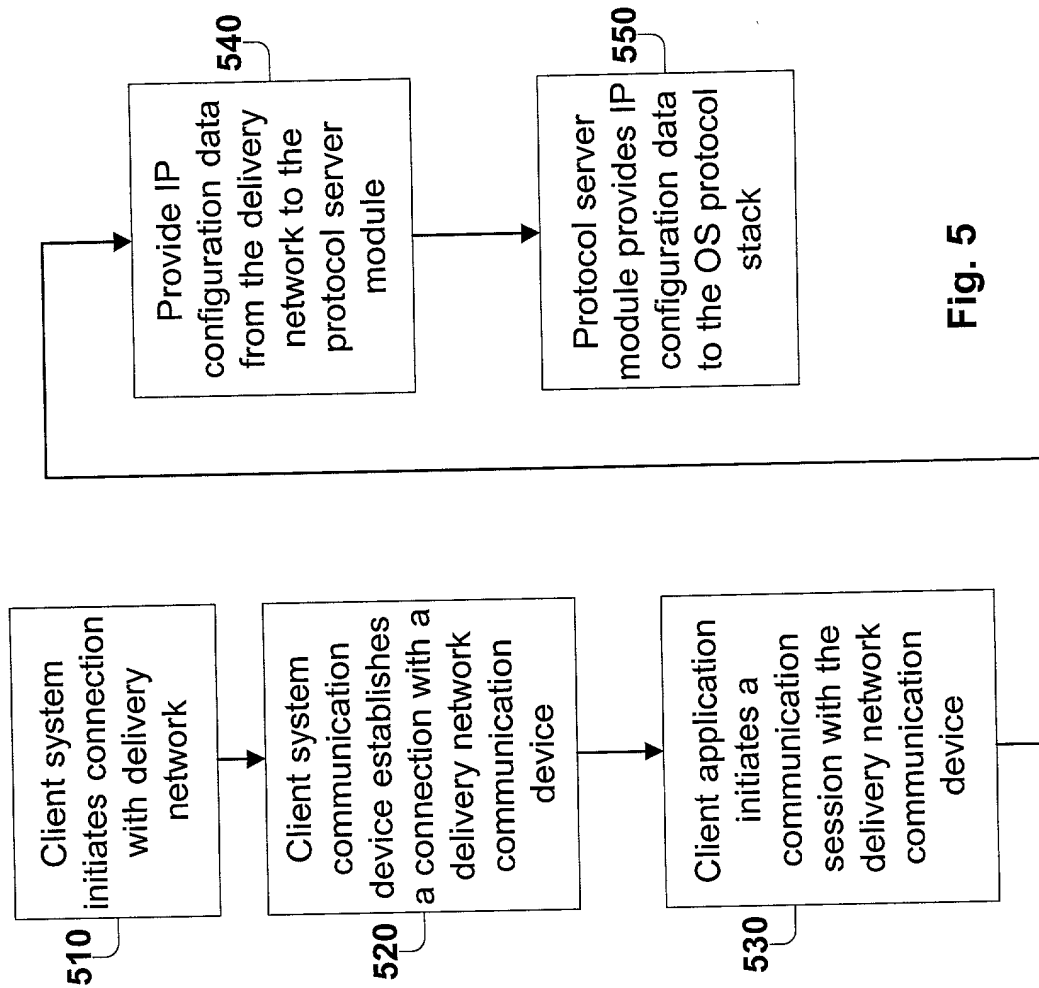 510
Client system
initiates connection
with delivery
network
520
Client system
communication
device establishes
a connection with a
delivery network
communication
device
530
Client application
initiates a
communication
session with the
delivery network
communication
device
540
Provide IP
configuration data
from the delivery
network to the
protocol server
module
550
Protocol server
module provides IP
configuration data
to the OS protocol
stack
Fig. 5